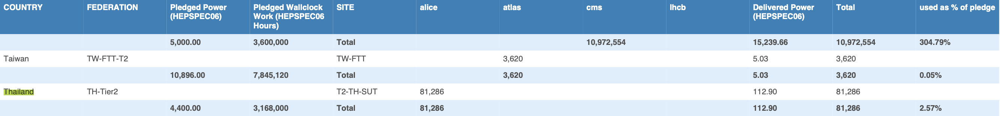 COUNTRY FEDERATION Pledged Power (HEPSPEC06) Pledged Wallclock Work (HEPSPEC06 Hours) SITE alice atlas cms lhcb Delivered Power (HEPSPEC06) Total used as % of pledge
5,000.00 3,600,000 Total 10,972,554 15,239.66 10,972,554 304.79%
Taiwan TW-FTT-T2 TW-FTT 3,620 5.03 3,620
10,896.00 7,845,120 Total 3,620 5.03 3,620 0.05%
Thailand TH-Tier2 T2-TH-SUT 81,286 112.90 81,286
4,400.00 3,168,000 Total 81,286 112.90 81,286 2.57%